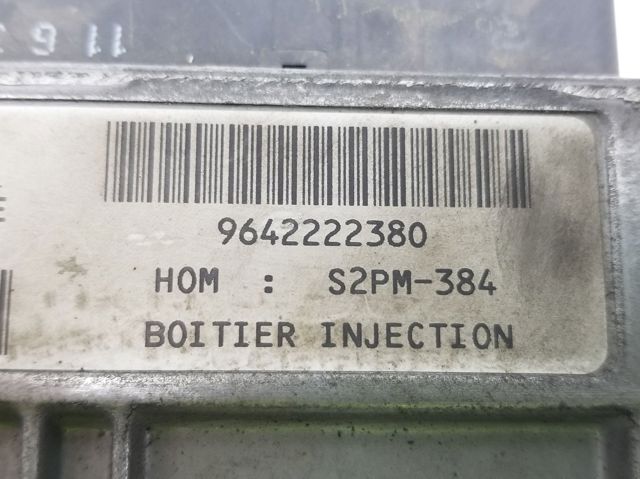 9642222380
HOM : S2PM-384
BOITIER INJECTION